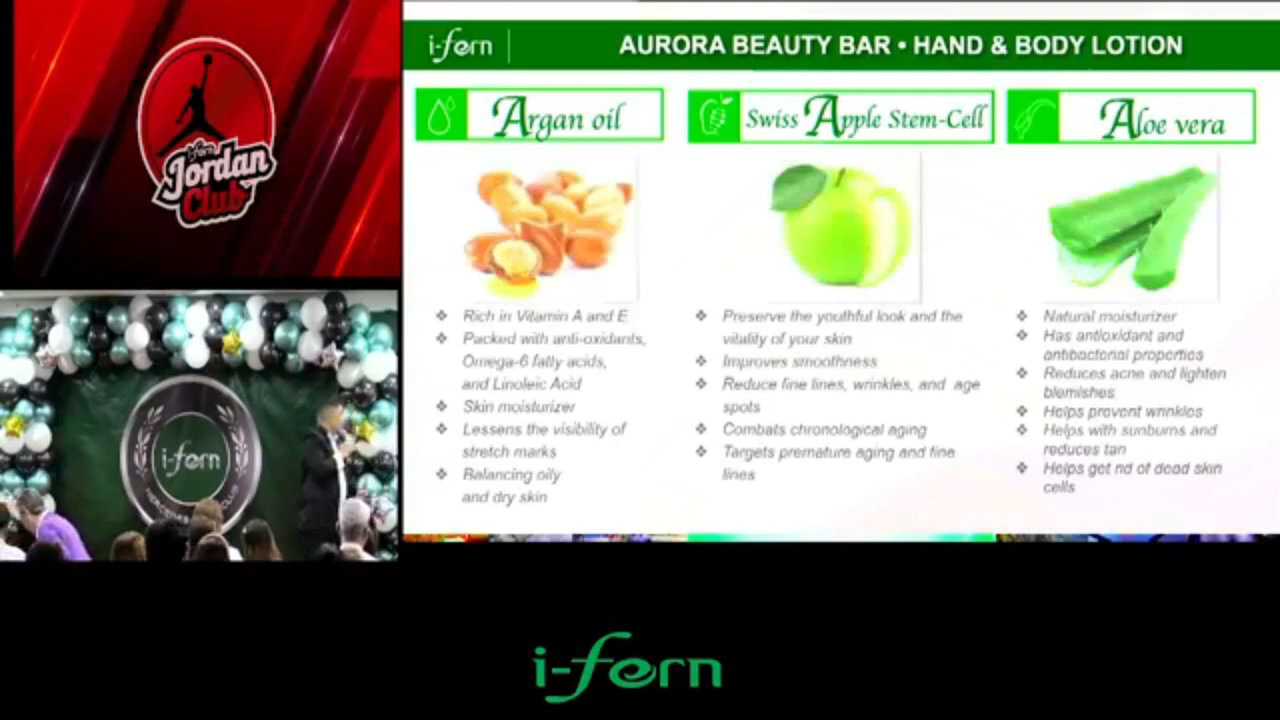 i-fern
Jordan
Club
i-fern
i-fern
AURORA BEAUTY BAR • HAND & BODY LOTION
Argan oil
Rich in Vitamin A and E
Packed with anti-oxidants,
Omega-6 fatty acids,
and Linoleic Acid
Skin moisturizer
Lessens the visibility of
stretch marks
Balancing oily
and dry skin
Swiss Apple Stem-Cell
Preserve the youthful look and the
vitality of your skin
Improves smoothness
Reduce fine lines, wrinkles, and age
spots
Combats chronological aging
Targets premature aging and fine
lines
Aloe vera
Natural moisturizer
Has antioxidant and
antibacterial properties
Reduces acne and lighten
blemishes
Helps prevent wrinkles
Helps with sunburns and
reduces tan
Helps get rid of dead skin
cells
i-fern